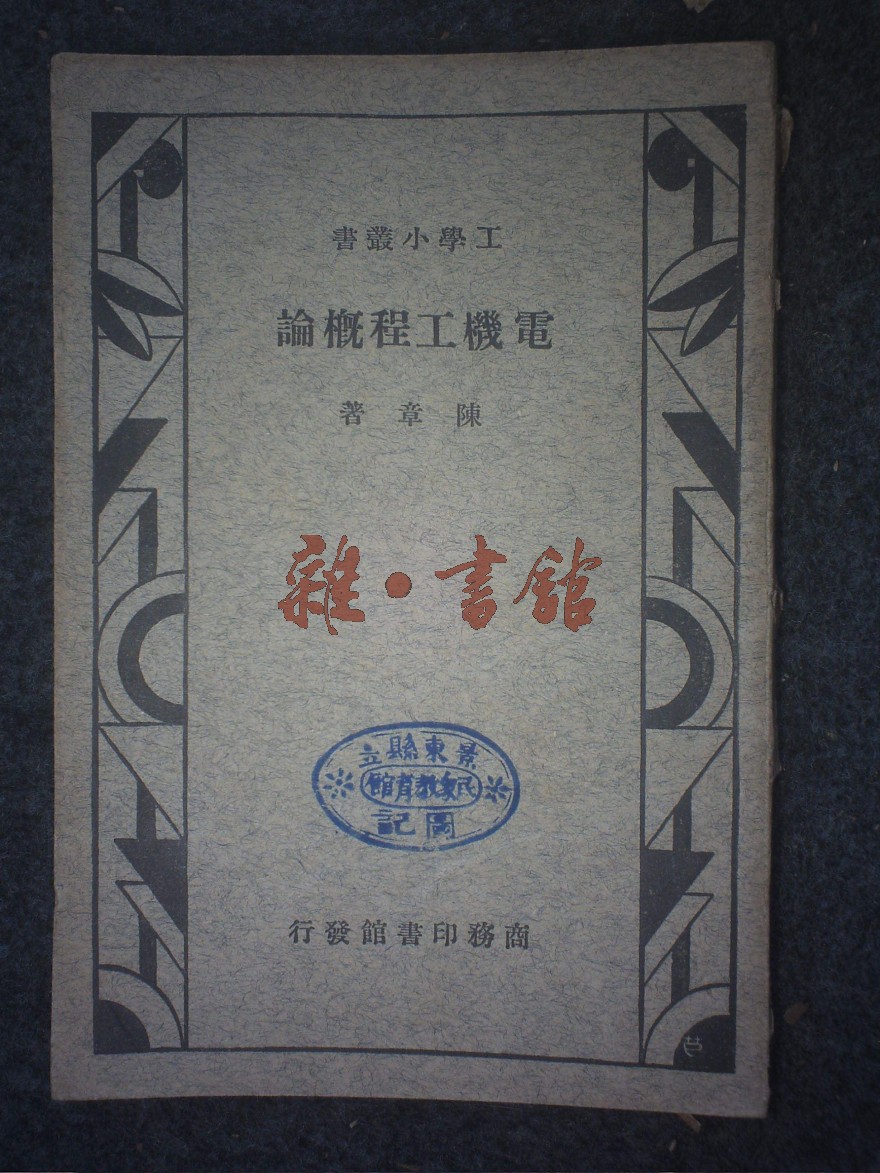 工學小叢書
電機工程概論
陳章著
雜·書館
景東縣立
民衆教育館
圖記
商務印書館發行